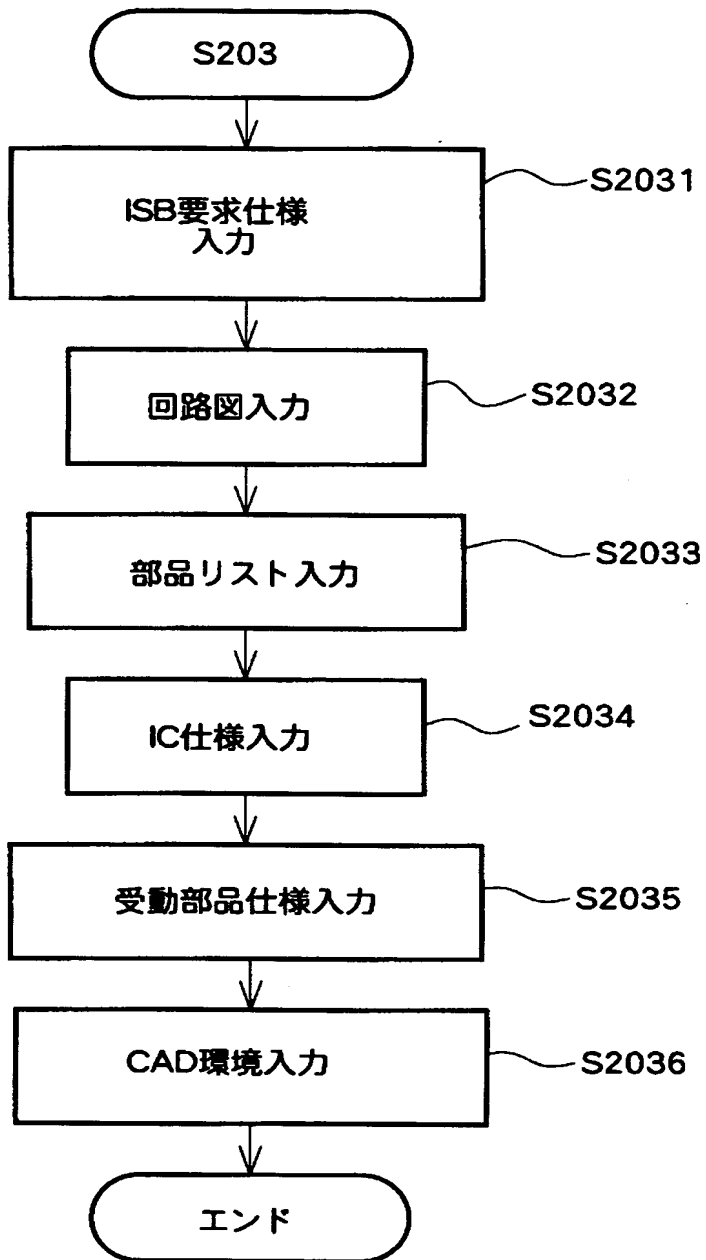 S203
ISB要求仕様
入力
S2031
回路図入力
S2032
部品リスト入力
S2033
IC仕様入力
S2034
受動部品仕様入力
S2035
CAD環境入力
S2036
エンド